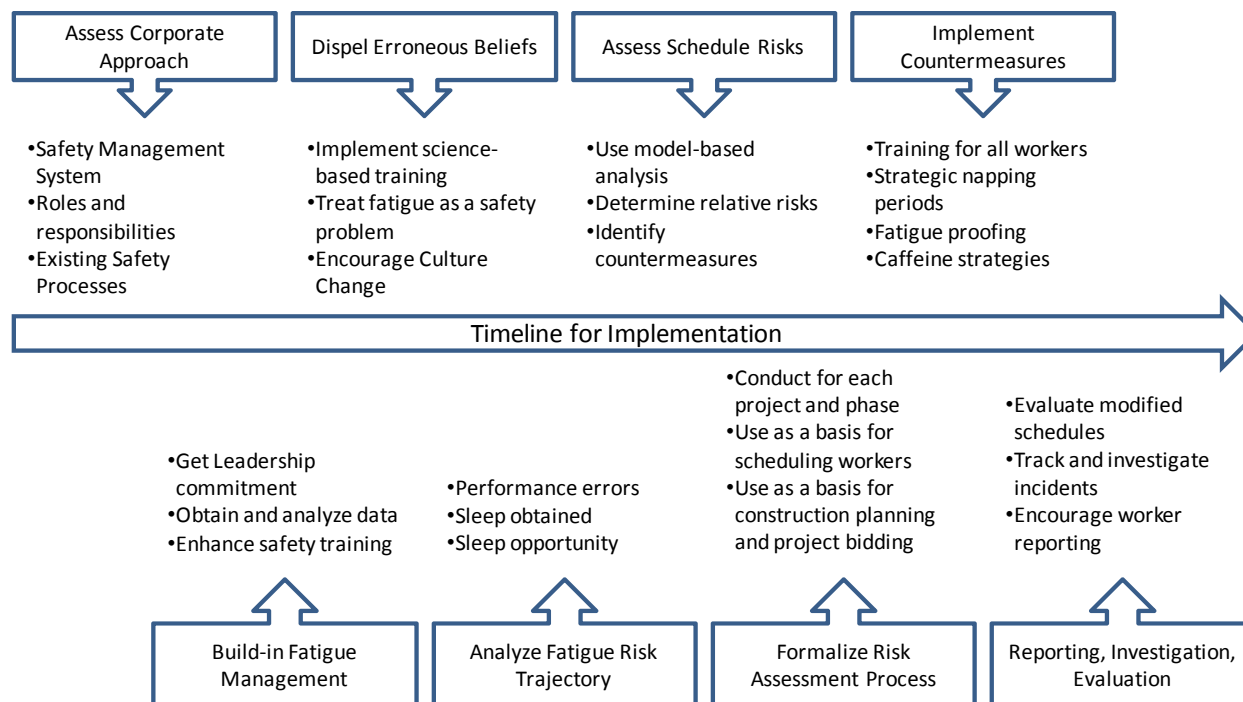 Assess Corporate
Approach
Dispel Erroneous Beliefs
Assess Schedule Risks
Implement
Countermeasures
•Safety Management
System
•Roles and
responsibilities
•Existing Safety
Processes
•Implement science-
based training
•Treat fatigue as a safety
problem
•Encourage Culture
Change
•Use model-based
analysis
•Determine relative risks
•Identify
countermeasures
•Training for all workers
•Strategic napping
periods
•Fatigue proofing
•Caffeine strategies
Timeline for Implementation
•Get Leadership
commitment
•Obtain and analyze data
•Enhance safety training
•Performance errors
•Sleep obtained
•Sleep opportunity
•Conduct for each
project and phase
•Use as a basis for
scheduling workers
•Use as a basis for
construction planning
and project bidding
•Evaluate modified
schedules
•Track and investigate
incidents
•Encourage worker
reporting
Build-in Fatigue
Management
Analyze Fatigue Risk
Trajectory
Formalize Risk
Assessment Process
Reporting, Investigation,
Evaluation